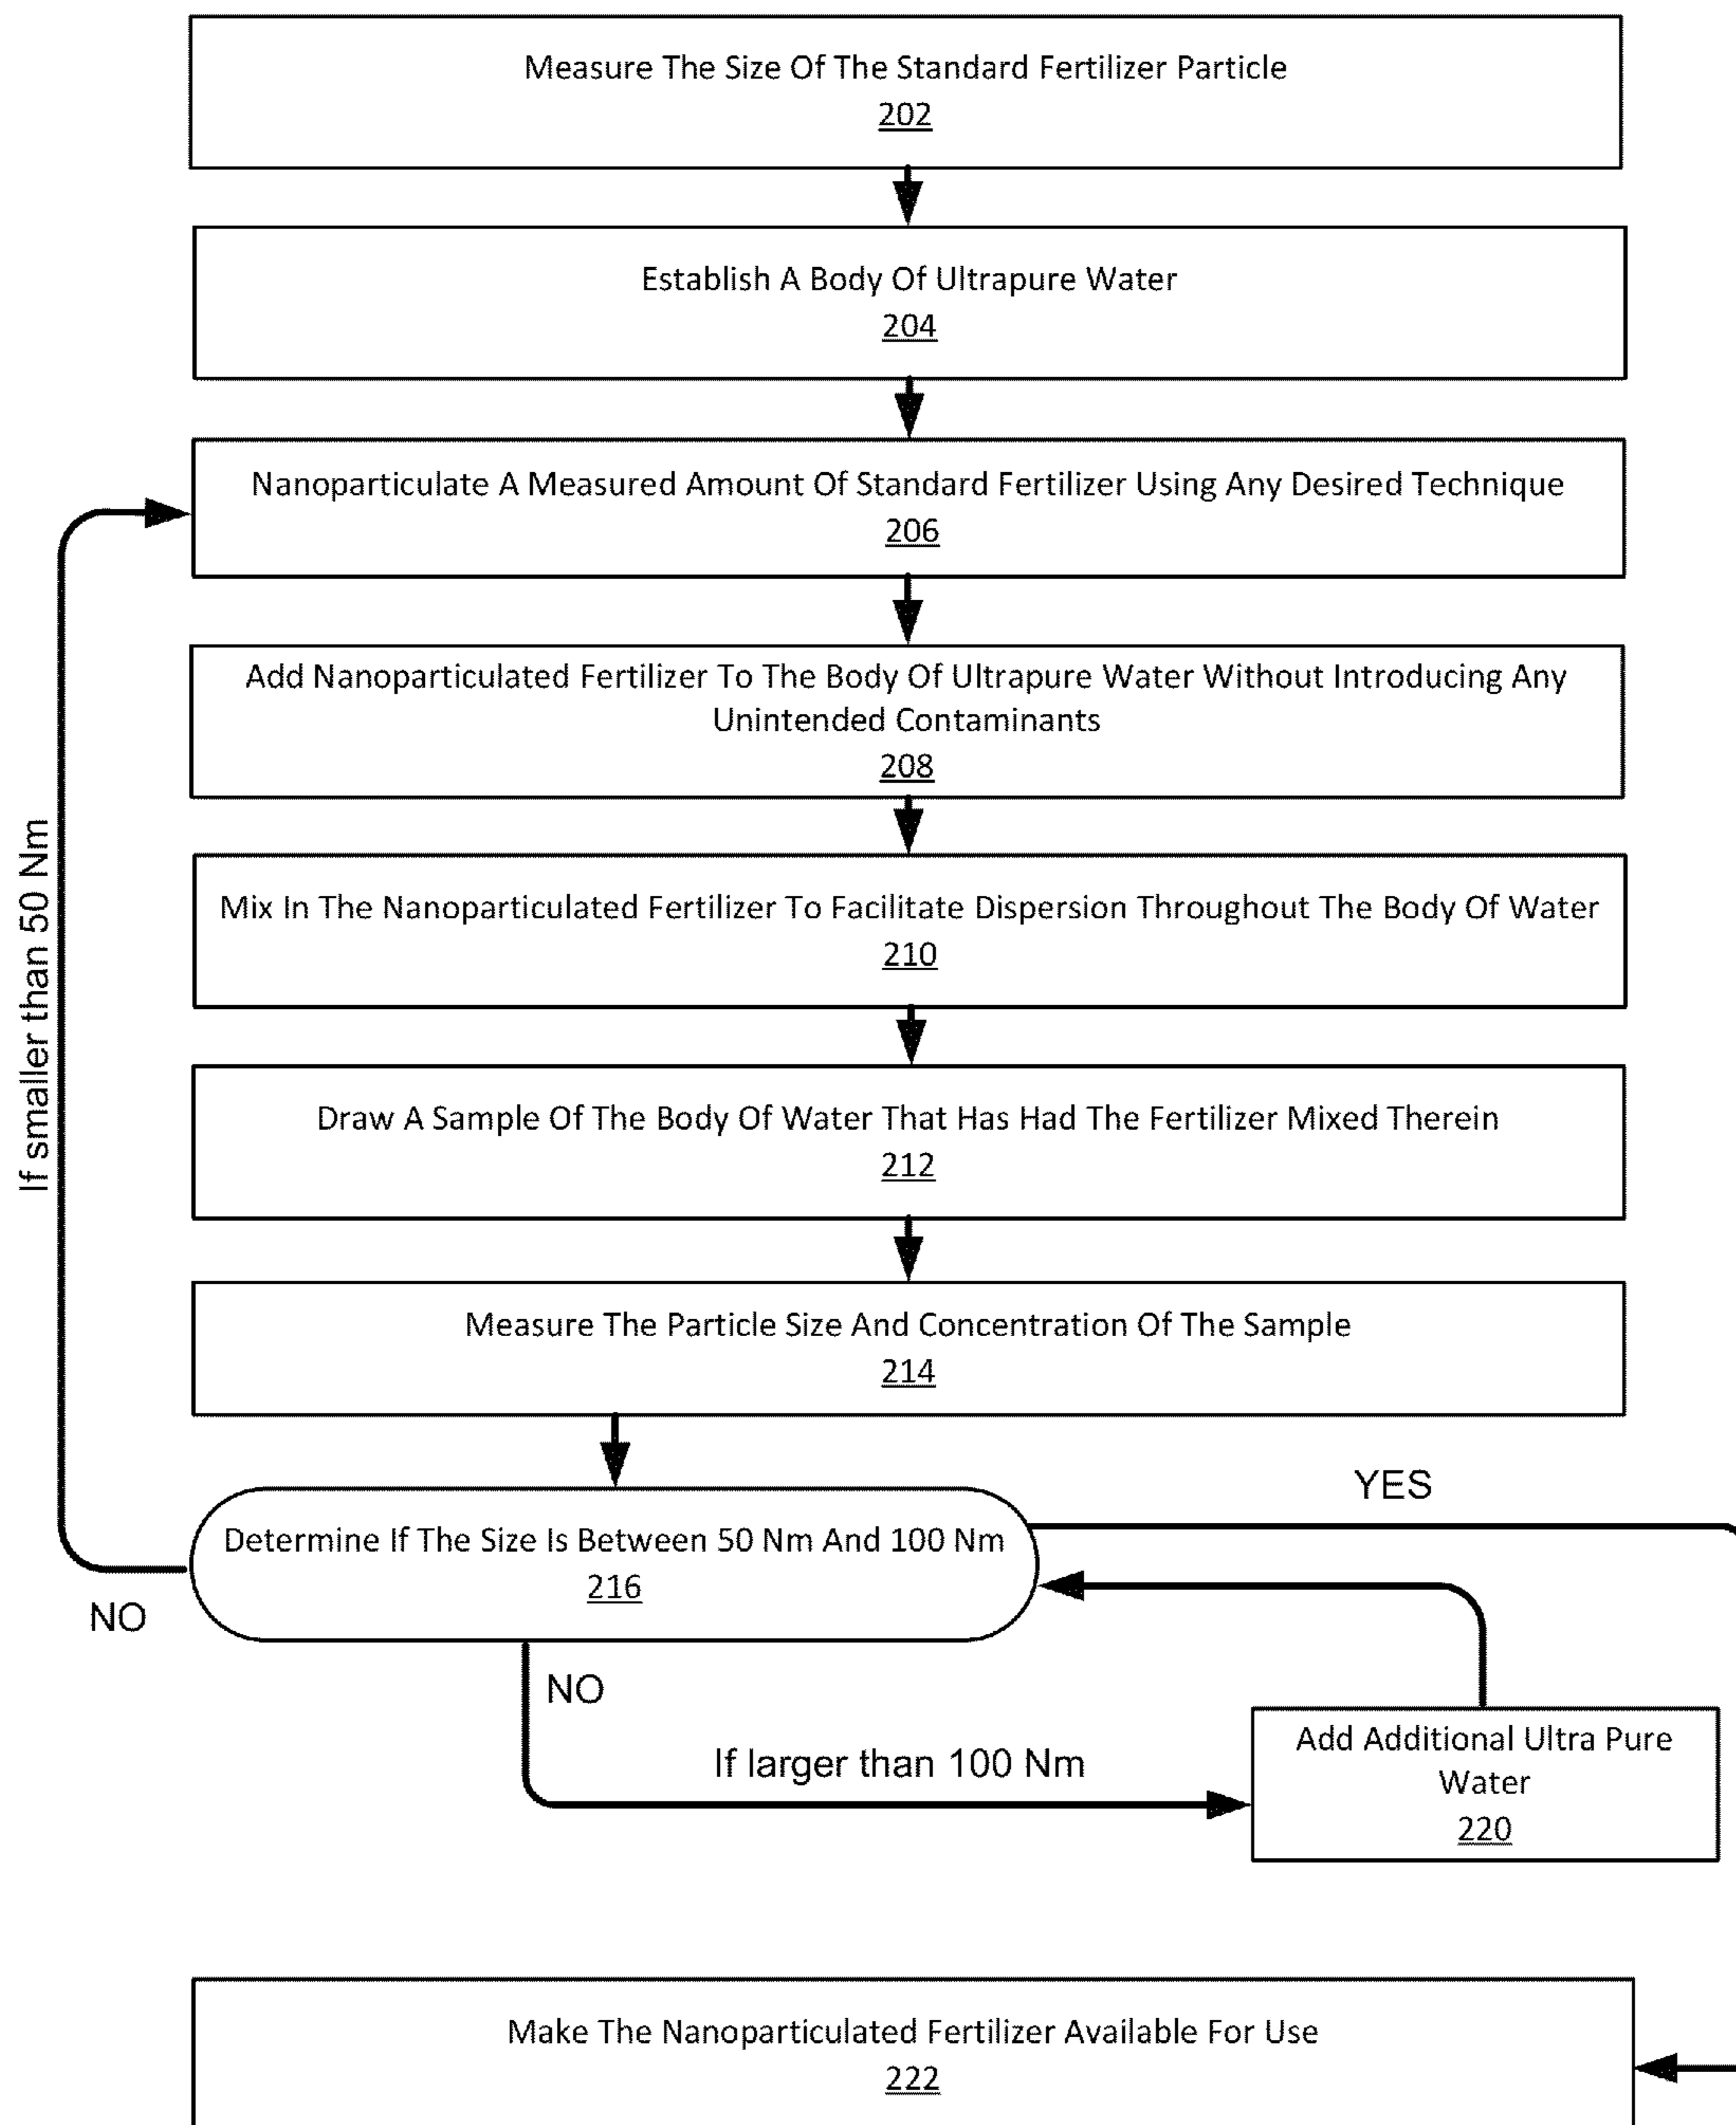 Measure The Size Of The Standard Fertilizer Particle
202
Establish A Body Of Ultrapure Water
204
Nanoparticulate A Measured Amount Of Standard Fertilizer Using Any Desired Technique
206
Add Nanoparticulated Fertilizer To The Body Of Ultrapure Water Without Introducing Any
Unintended Contaminants
208
Mix In The Nanoparticulated Fertilizer To Facilitate Dispersion Throughout The Body Of Water
210
If smaller than 50 Nm
Draw A Sample Of The Body Of Water That Has Had The Fertilizer Mixed Therein
212
Measure The Particle Size And Concentration Of The Sample
214
YES
Determine If The Size Is Between 50 Nm And 100 Nm
216
NO
NO
If larger than 100 Nm
Add Additional Ultra Pure
Water
220
Make The Nanoparticulated Fertilizer Available For Use
222